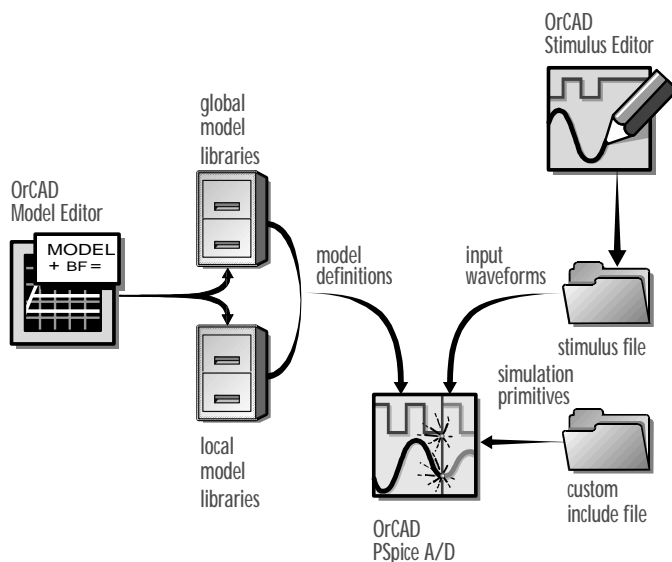 OrCAD
Stimulus Editor
global
model
libraries
OrCAD
Model Editor
MODEL
+ BF=
model
definitions
input
waveforms
stimulus file
simulation
primitives
local
model
libraries
custom
include file
OrCAD
PSpice A/D